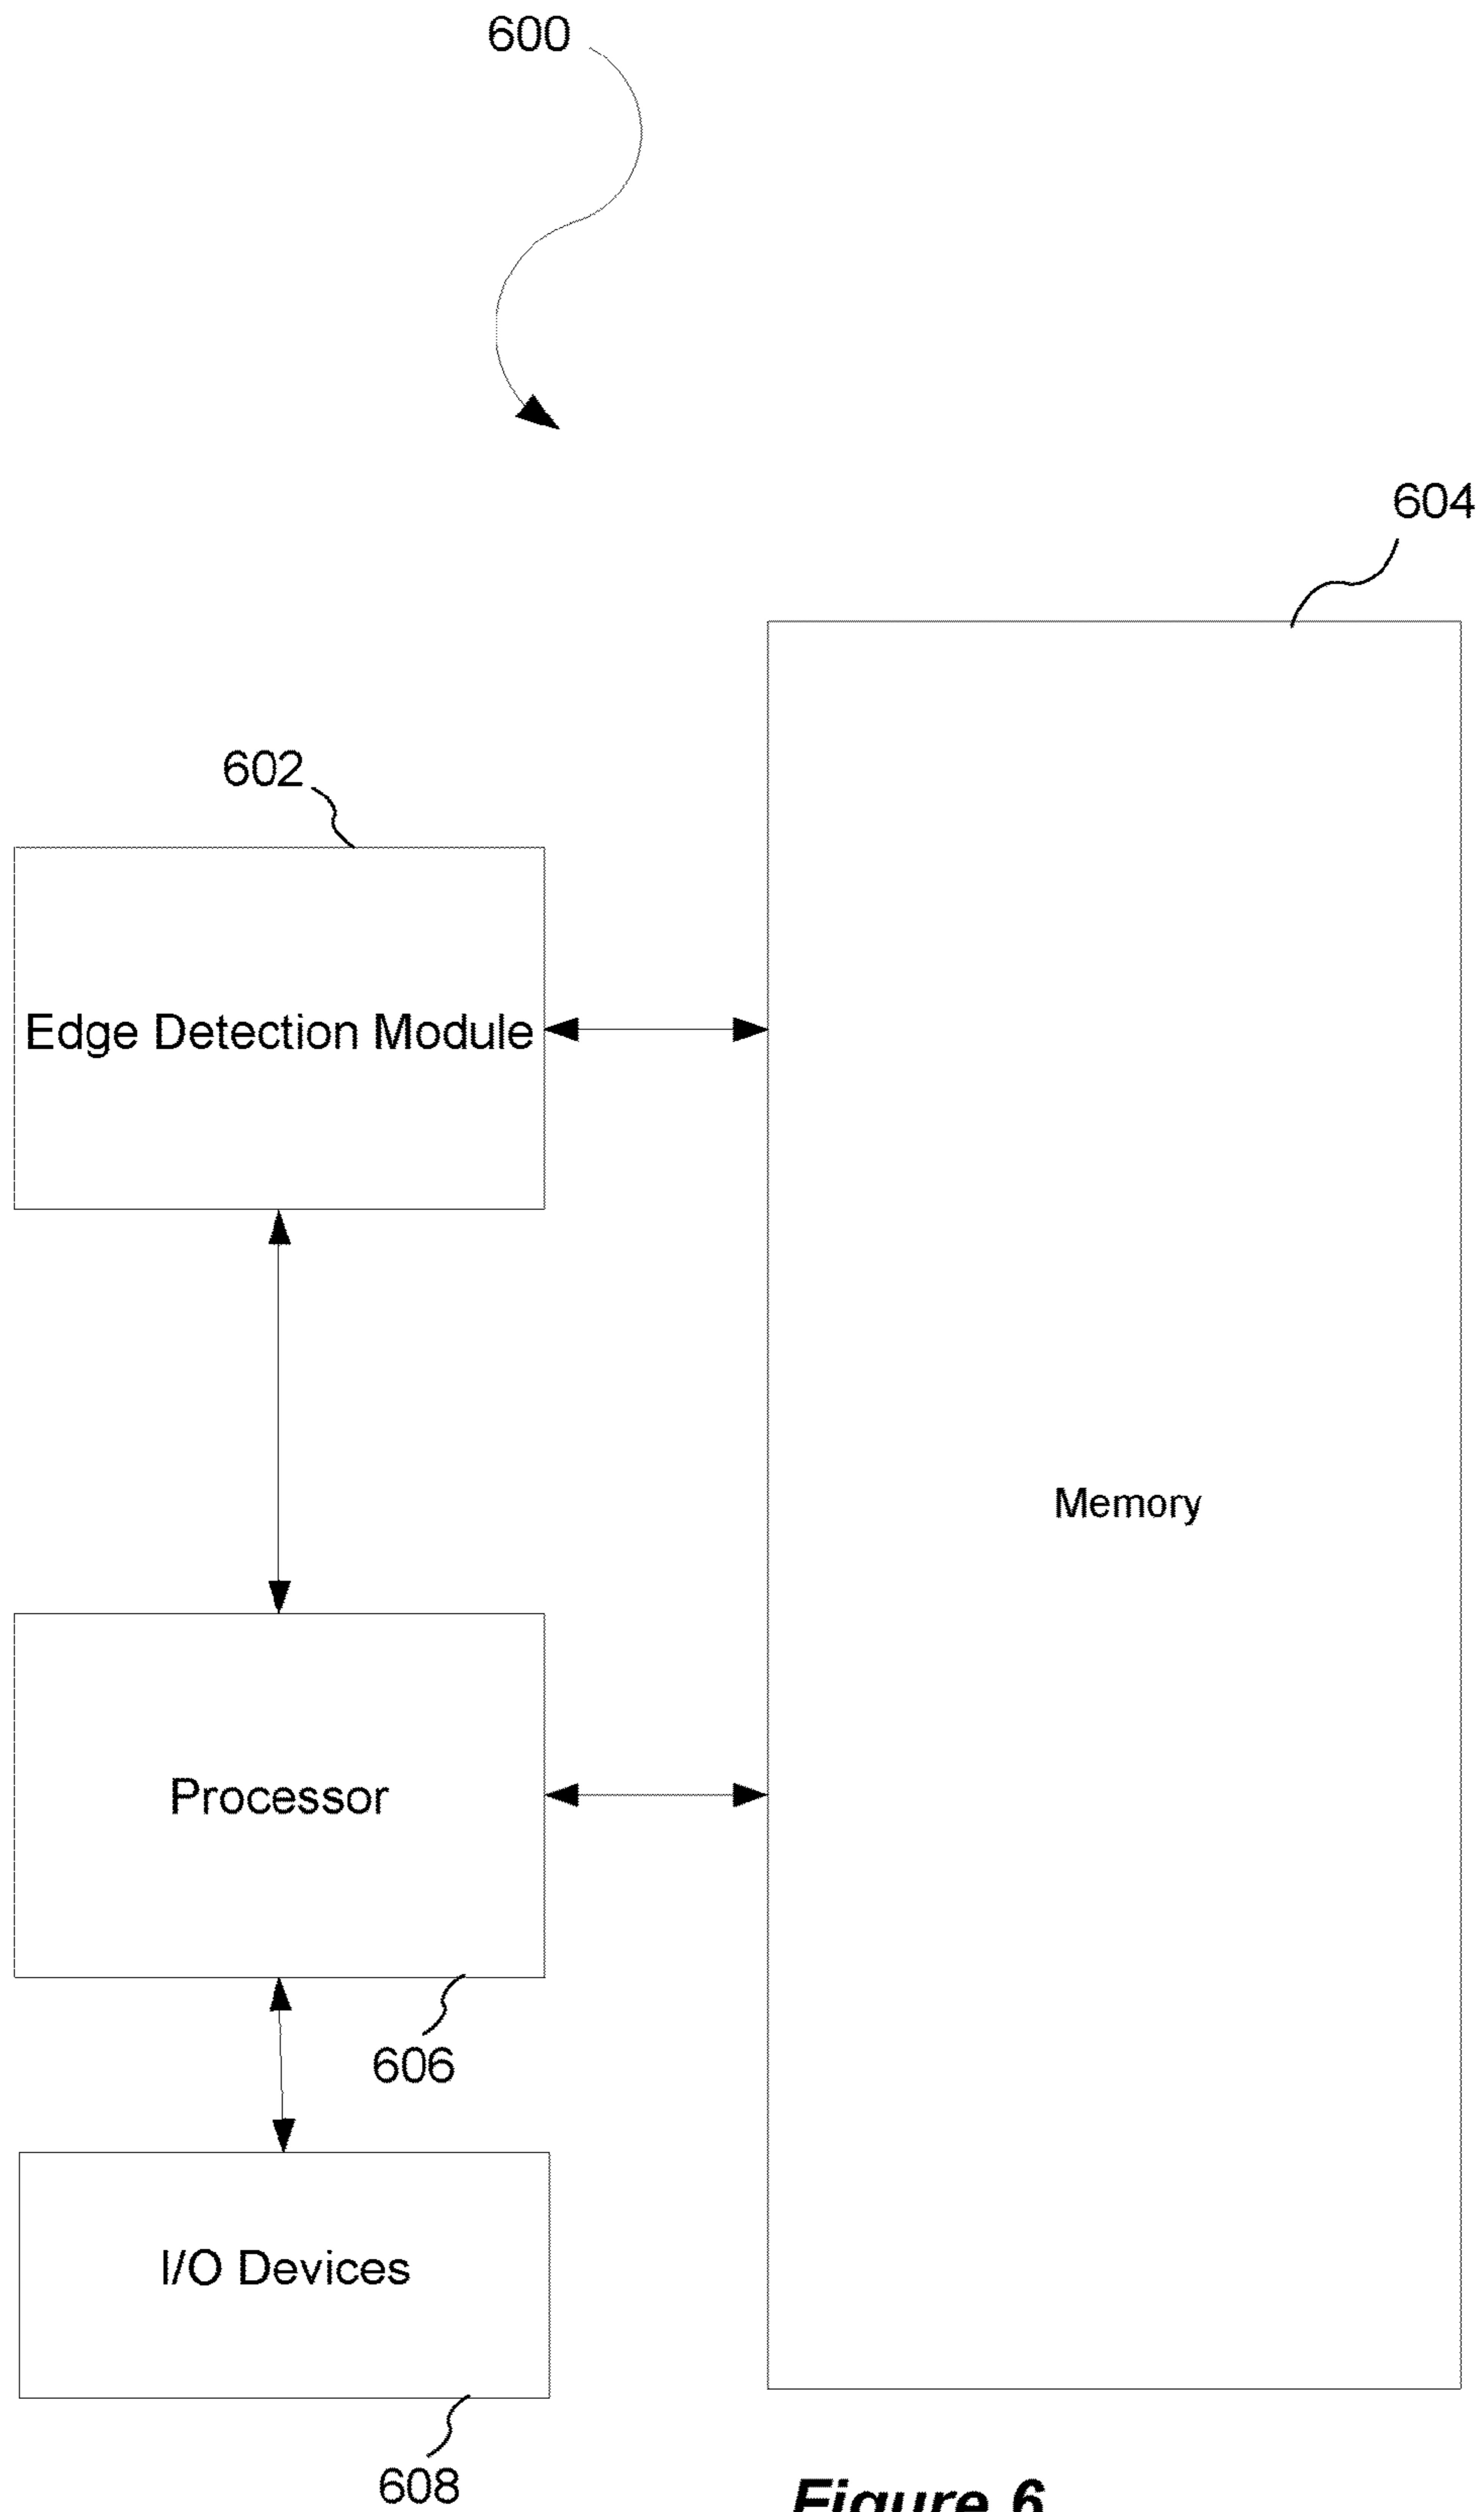 600
604
602
Edge Detection Module
Memory
Processor
606
I/O Devices
608
Figure 6